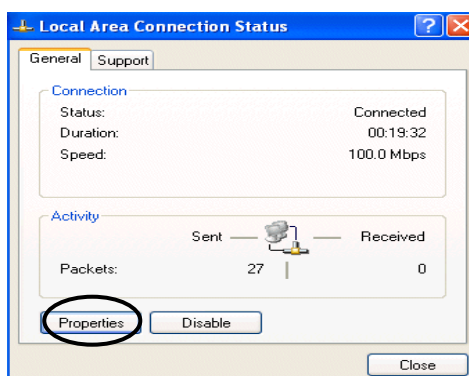 Local Area Connection Status
General Support
Connection
Status: Connected
Duration: 00:19:32
Speed: 100.0 Mbps
Activity
Sent Received
Packets: 27 0
Properties Disable
Close